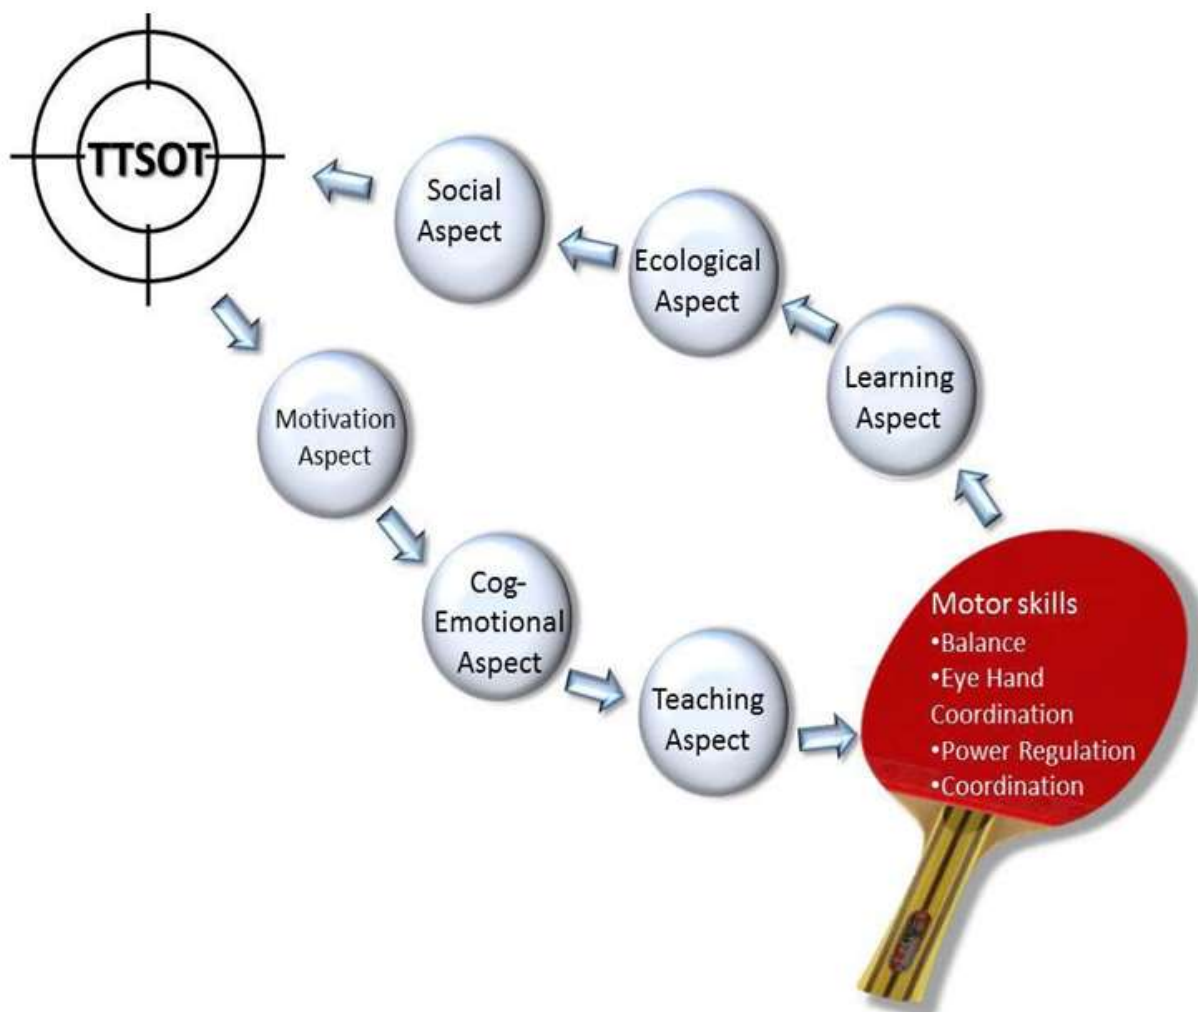 TTSOT
Social
Aspect
Ecological
Aspect
Learning
Aspect
Motivation
Aspect
Cog-
Emotional
Aspect
Teaching
Aspect
Motor skills
•Balance
•Eye Hand
Coordination
•Power Regulation
•Coordination